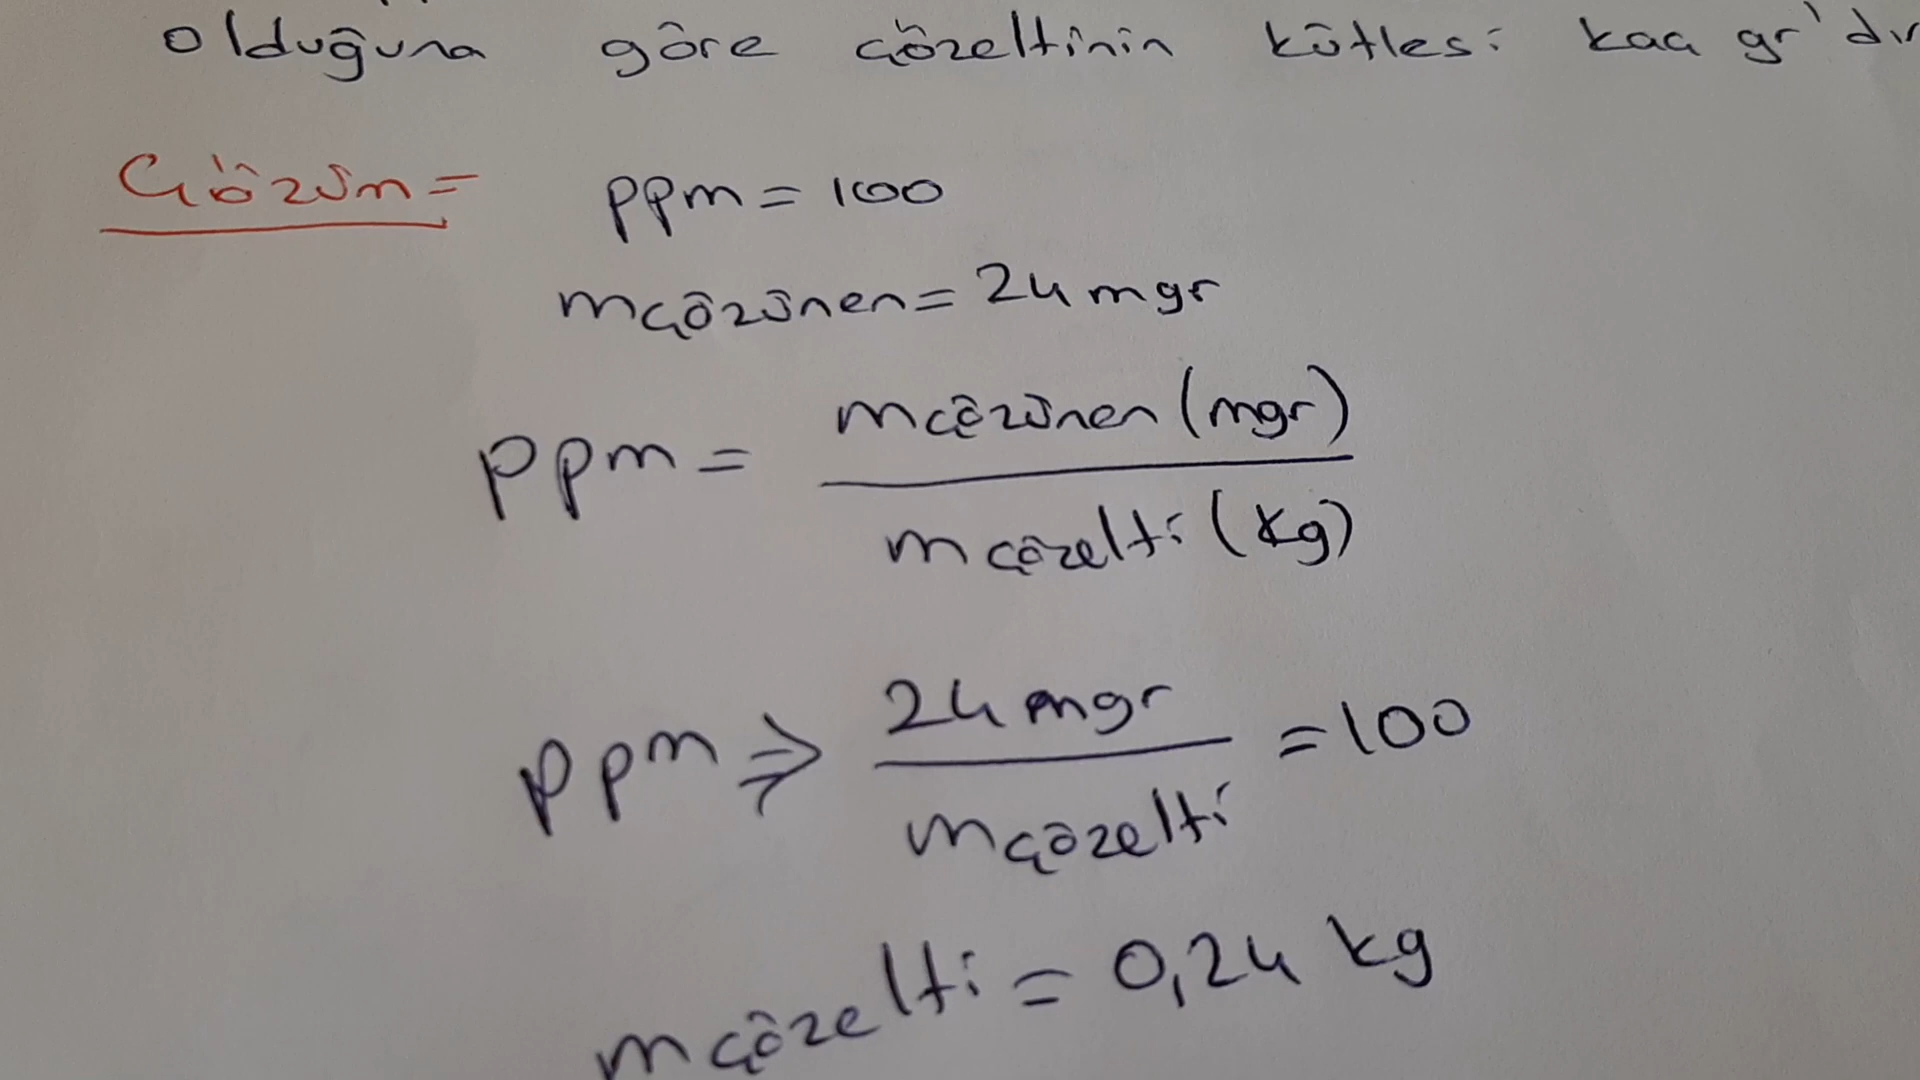 olduğuna göre çözeltinin kütlesi kaç gr'dır
Çözüm=
ppm = 100
mçözünen = 24 mgr
ppm = mçözünen (mgr)
mçözelti (kg)
ppm ⇒ 24 mgr = 100
mçözelti
mçözelti = 0,24 kg